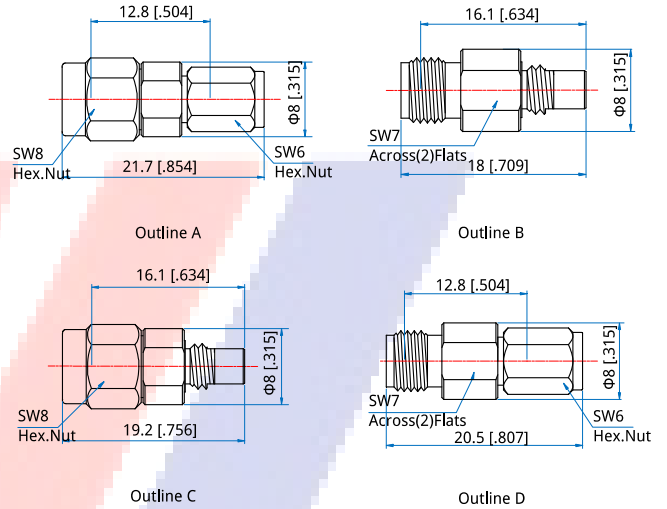 12.8 [.504]
Φ8 [.315]
SW8
Hex.Nut
SW6
Hex.Nut
21.7 [.854]
Outline A
16.1 [.634]
Φ8 [.315]
SW7
Across(2)Flats
18 [.709]
Outline B
16.1 [.634]
Φ8 [.315]
SW8
Hex.Nut
19.2 [.756]
Outline C
12.8 [.504]
Φ8 [.315]
SW7
Across(2)Flats
SW6
Hex.Nut
20.5 [.807]
Outline D